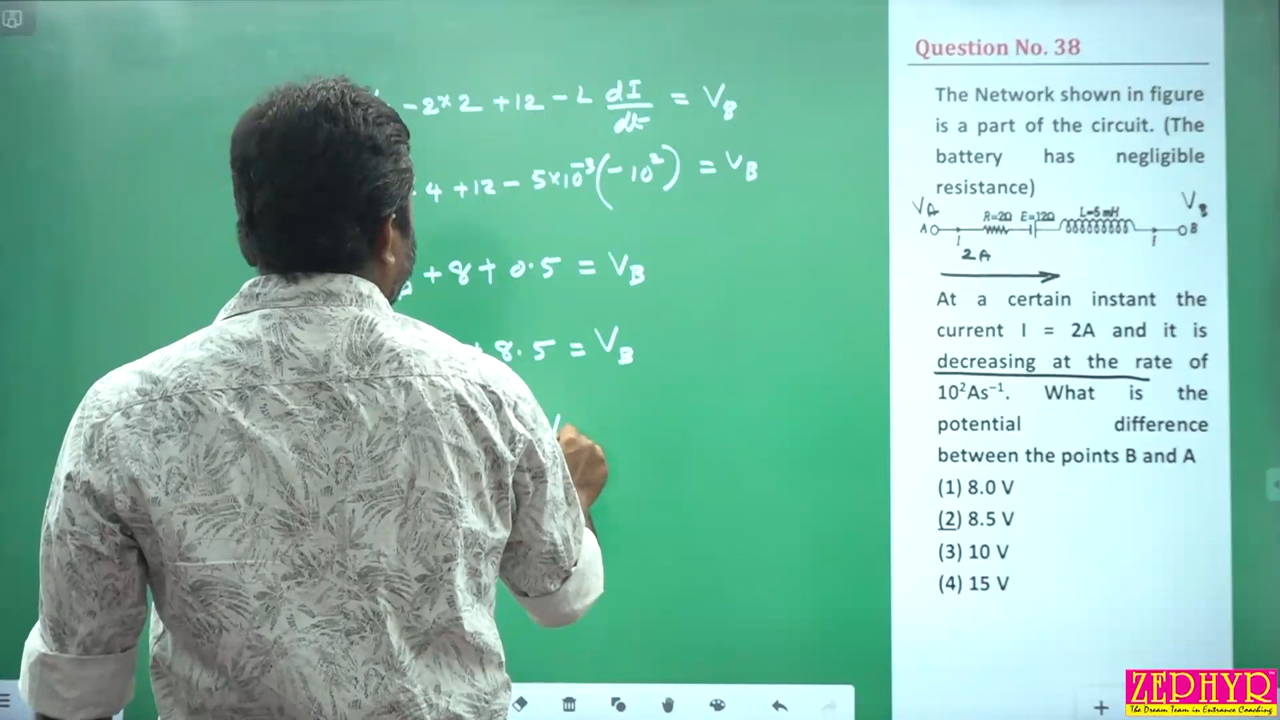 Question No. 38
The Network shown in figure
is a part of the circuit. (The
battery has negligible
resistance)
VA
VB
R=2Ω E=12Ω L=5 mH
A
B
I
I
2A
At a certain instant the
current I = 2A and it is
decreasing at the rate of
10²As⁻¹. What is the
potential difference
between the points B and A
(1) 8.0 V
(2) 8.5 V
(3) 10 V
(4) 15 V
-2×2 +12 - L dI/dt = VB
4 +12 - 5×10⁻³(-10²) = VB
+8+0.5 = VB
8.5 = VB
ZEPHYR
The Dream Team in Entrance Coaching